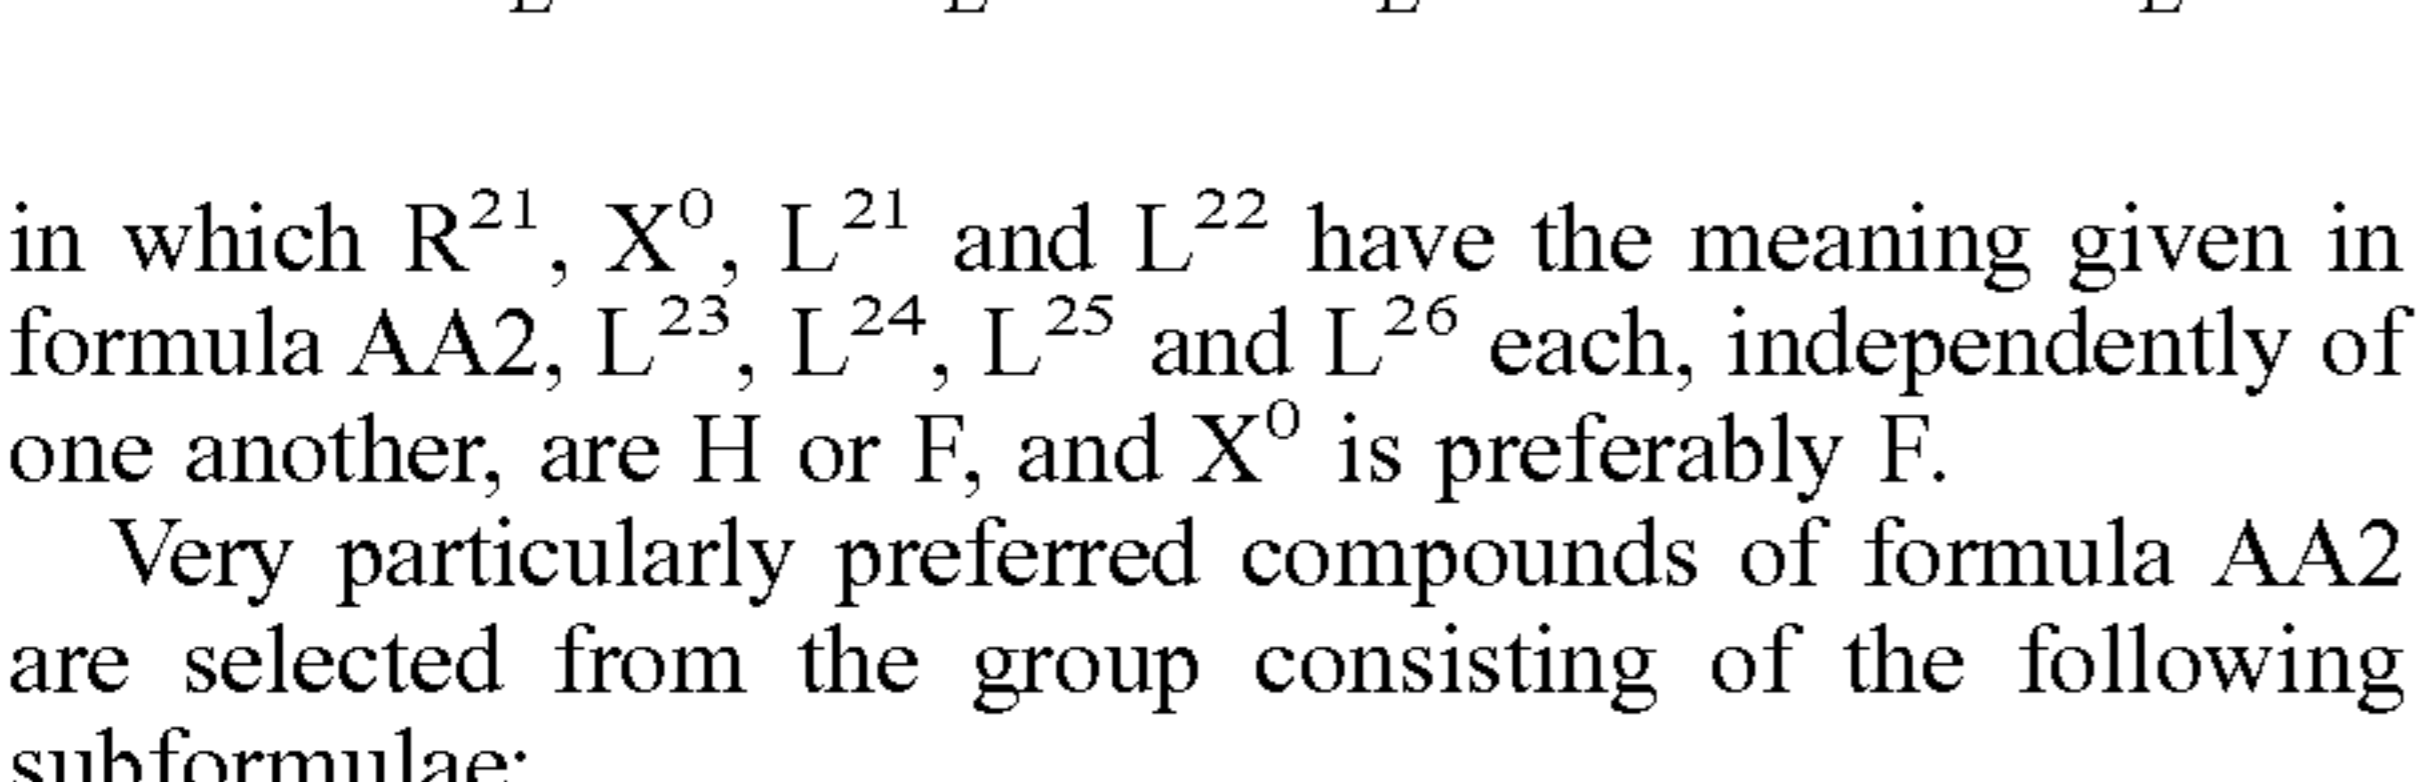 in which R²¹, X⁰, L²¹ and L²² have the meaning given in
formula AA2, L²³, L²⁴, L²⁵ and L²⁶ each, independently of
one another, are H or F, and X⁰ is preferably F.
Very particularly preferred compounds of formula AA2
are selected from the group consisting of the following
subformulae: